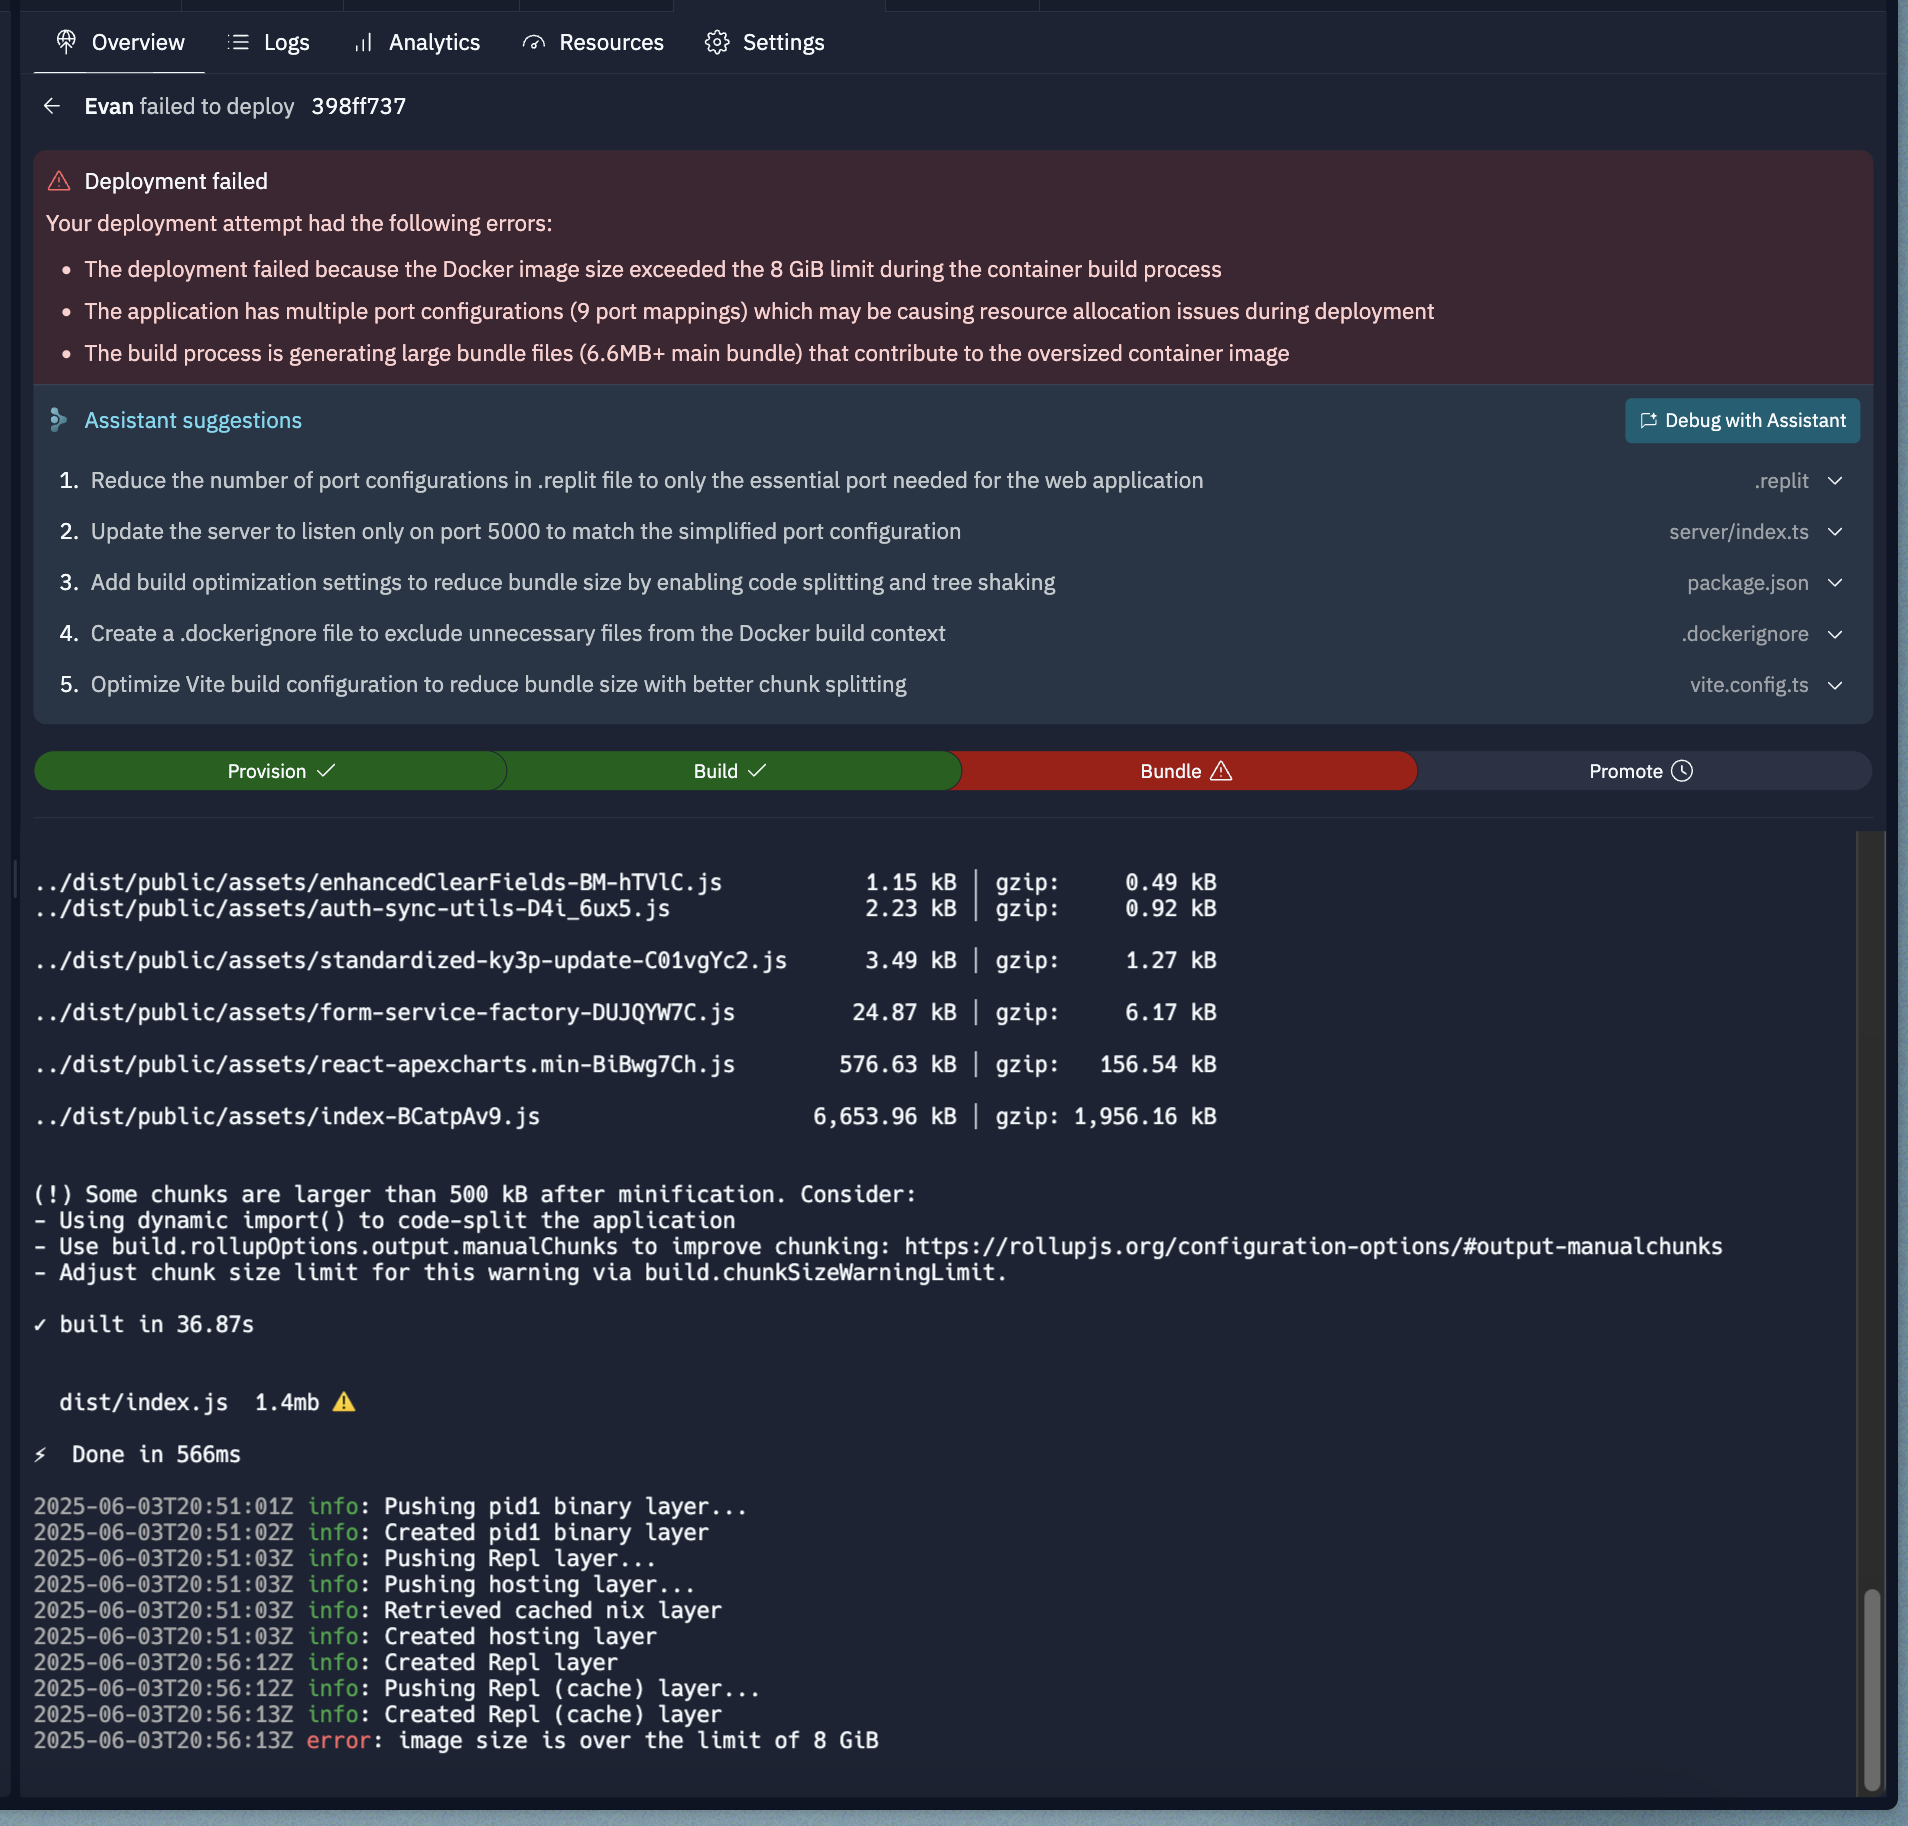 Overview Logs Analytics Resources Settings
Evan failed to deploy 398ff737
Deployment failed
Your deployment attempt had the following errors:
• The deployment failed because the Docker image size exceeded the 8 GiB limit during the container build process
• The application has multiple port configurations (9 port mappings) which may be causing resource allocation issues during deployment
• The build process is generating large bundle files (6.6MB+ main bundle) that contribute to the oversized container image
Assistant suggestions Debug with Assistant
1. Reduce the number of port configurations in .replit file to only the essential port needed for the web application .replit
2. Update the server to listen only on port 5000 to match the simplified port configuration server/index.ts
3. Add build optimization settings to reduce bundle size by enabling code splitting and tree shaking package.json
4. Create a .dockerignore file to exclude unnecessary files from the Docker build context .dockerignore
5. Optimize Vite build configuration to reduce bundle size with better chunk splitting vite.config.ts
Provision ✓ Build ✓ Bundle Promote
../dist/public/assets/enhancedClearFields-BM-hTVlC.js 1.15 kB │ gzip: 0.49 kB
../dist/public/assets/auth-sync-utils-D4i_6ux5.js 2.23 kB │ gzip: 0.92 kB
../dist/public/assets/standardized-ky3p-update-C01vgYc2.js 3.49 kB │ gzip: 1.27 kB
../dist/public/assets/form-service-factory-DUJQYW7C.js 24.87 kB │ gzip: 6.17 kB
../dist/public/assets/react-apexcharts.min-BiBwg7Ch.js 576.63 kB │ gzip: 156.54 kB
../dist/public/assets/index-BCatpAv9.js 6,653.96 kB │ gzip: 1,956.16 kB
(!) Some chunks are larger than 500 kB after minification. Consider:
- Using dynamic import() to code-split the application
- Use build.rollupOptions.output.manualChunks to improve chunking: https://rollupjs.org/configuration-options/#output-manualchunks
- Adjust chunk size limit for this warning via build.chunkSizeWarningLimit.
✓ built in 36.87s
dist/index.js 1.4mb ⚠️
⚡ Done in 566ms
2025-06-03T20:51:01Z info: Pushing pid1 binary layer...
2025-06-03T20:51:02Z info: Created pid1 binary layer
2025-06-03T20:51:03Z info: Pushing Repl layer...
2025-06-03T20:51:03Z info: Pushing hosting layer...
2025-06-03T20:51:03Z info: Retrieved cached nix layer
2025-06-03T20:51:03Z info: Created hosting layer
2025-06-03T20:56:12Z info: Created Repl layer
2025-06-03T20:56:12Z info: Pushing Repl (cache) layer...
2025-06-03T20:56:13Z info: Created Repl (cache) layer
2025-06-03T20:56:13Z error: image size is over the limit of 8 GiB